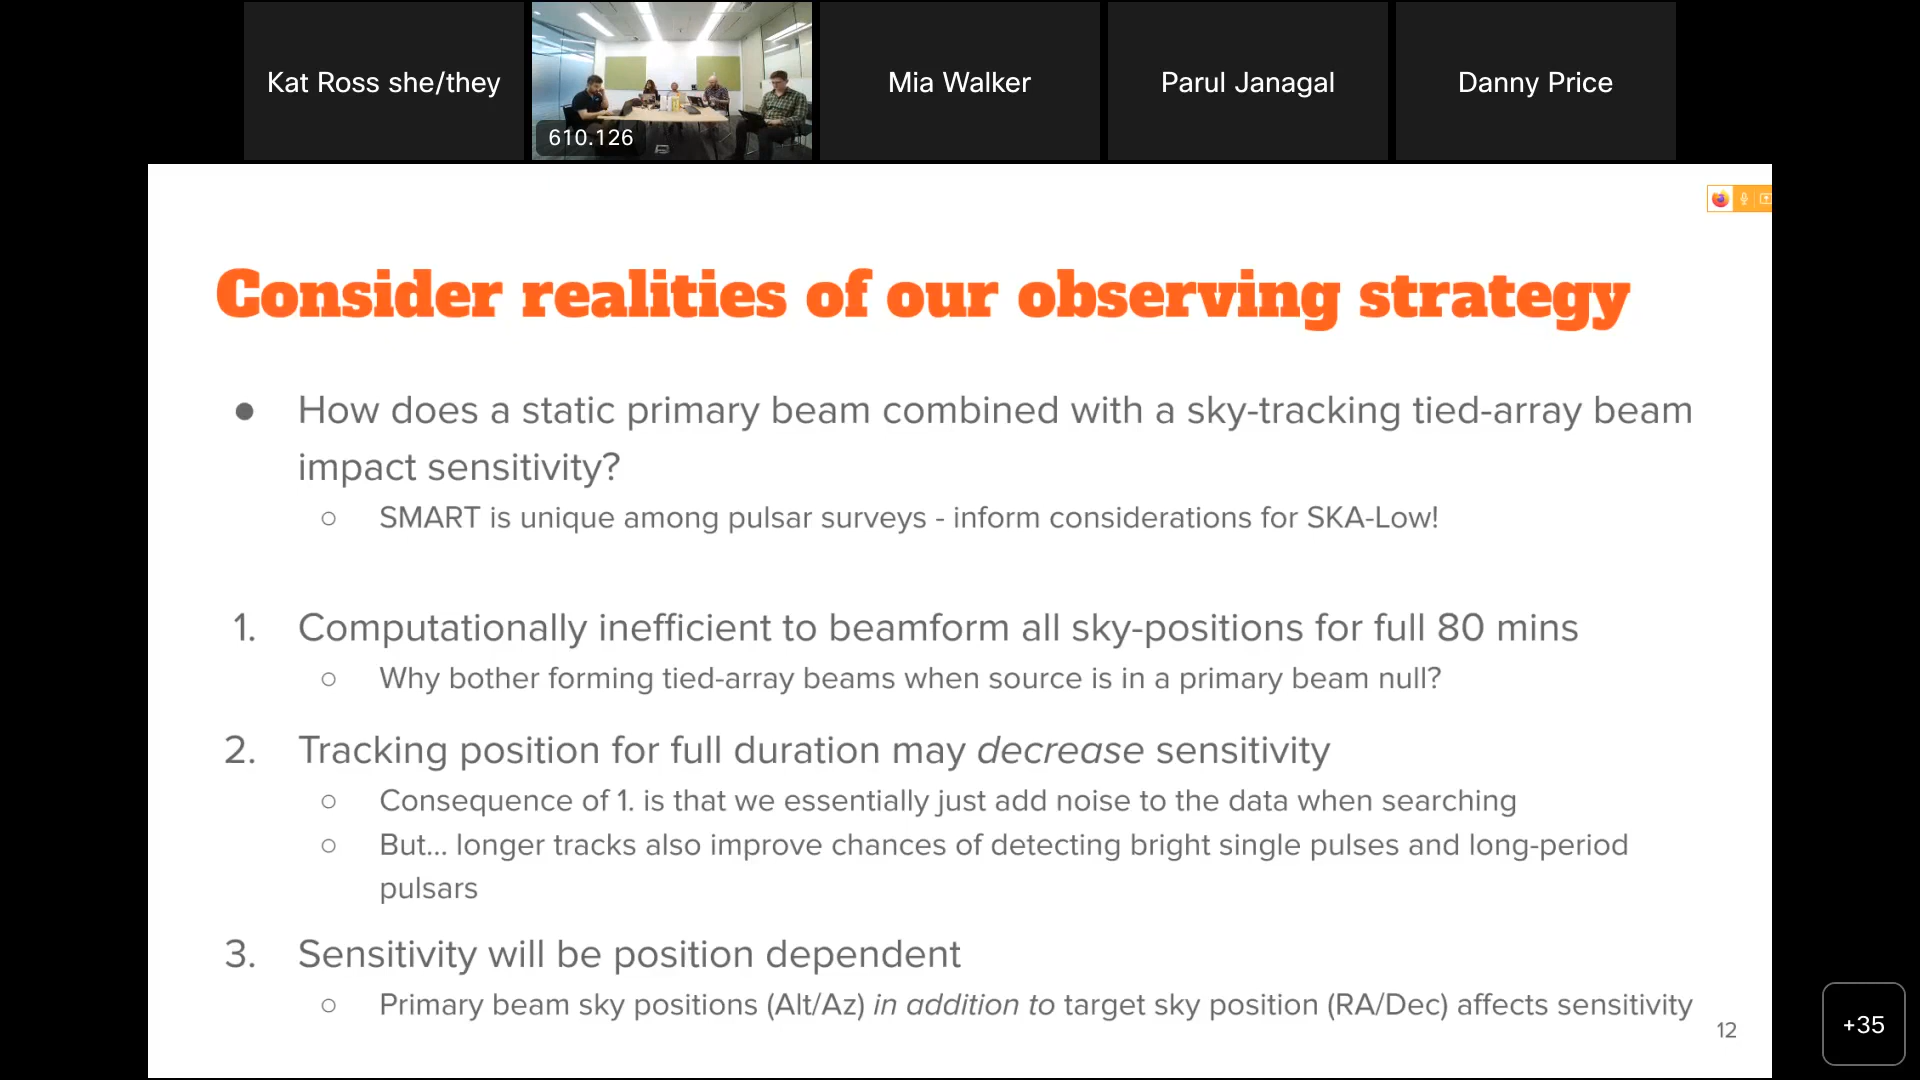 Kat Ross she/they
610.126
Mia Walker
Parul Janagal
Danny Price
Consider realities of our observing strategy
● How does a static primary beam combined with a sky-tracking tied-array beam
impact sensitivity?
○ SMART is unique among pulsar surveys - inform considerations for SKA-Low!
1. Computationally inefficient to beamform all sky-positions for full 80 mins
○ Why bother forming tied-array beams when source is in a primary beam null?
2. Tracking position for full duration may decrease sensitivity
○ Consequence of 1. is that we essentially just add noise to the data when searching
○ But... longer tracks also improve chances of detecting bright single pulses and long-period
pulsars
3. Sensitivity will be position dependent
○ Primary beam sky positions (Alt/Az) in addition to target sky position (RA/Dec) affects sensitivity
12
+35